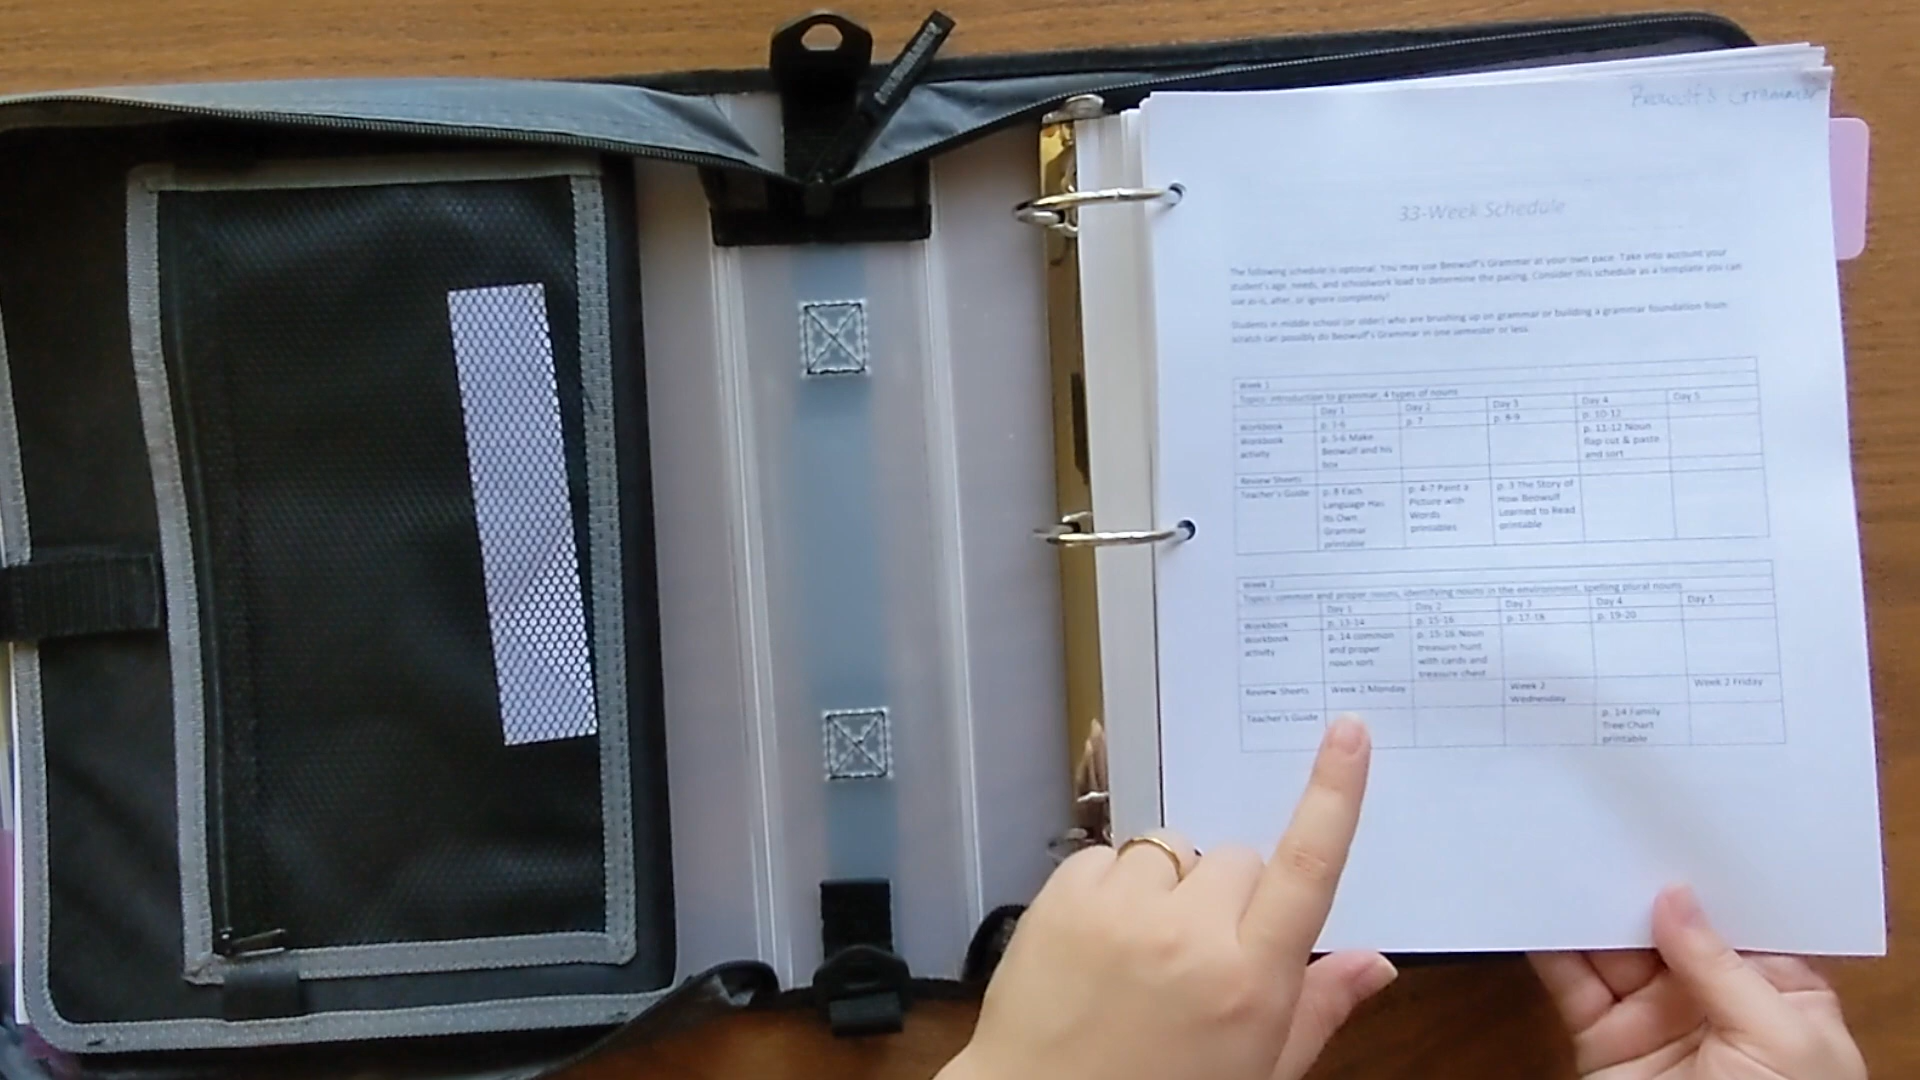 Beowulf's Grammar
33-Week Schedule
The following schedule is optional. You may use Beowulf's Grammar at your own pace. Take into account your
student's age, needs, and schoolwork load to determine the pacing. Consider this schedule as a template you can
use as-is, alter, or ignore completely!
Students in middle school (or older) who are brushing up on grammar or building a grammar foundation from
scratch can possibly do Beowulf's Grammar in one semester or less.
Week 1
Topics: introduction to grammar, 4 types of nouns
Day 1 Day 2 Day 3 Day 4 Day 5
Workbook p. 7 p. 8-9 p. 10-12
Workbook activity p. 5-6 Make Beowulf and his box p. 11-12 Noun Rap cut & paste and sort
Review Sheets
Teacher's Guide p. 8 Each Language Has Its Own Grammar printable p. 4-7 Paint a Picture with Words printables p. 3 The Story of How Beowulf Learned to Read printable
Week 2
Topics: common and proper nouns, identifying nouns in the environment, spelling plural nouns
Day 1 Day 2 Day 3 Day 4 Day 5
Workbook p. 13-14 p. 15-16 p. 17-18 p. 19-20
Workbook activity p. 14 common and proper noun sort p. 15-16 Noun treasure hunt with cards and treasure chest
Review Sheets Week 2 Monday Week 2 Wednesday Week 2 Friday
Teacher's Guide p. 14 Family Tree Chart printable